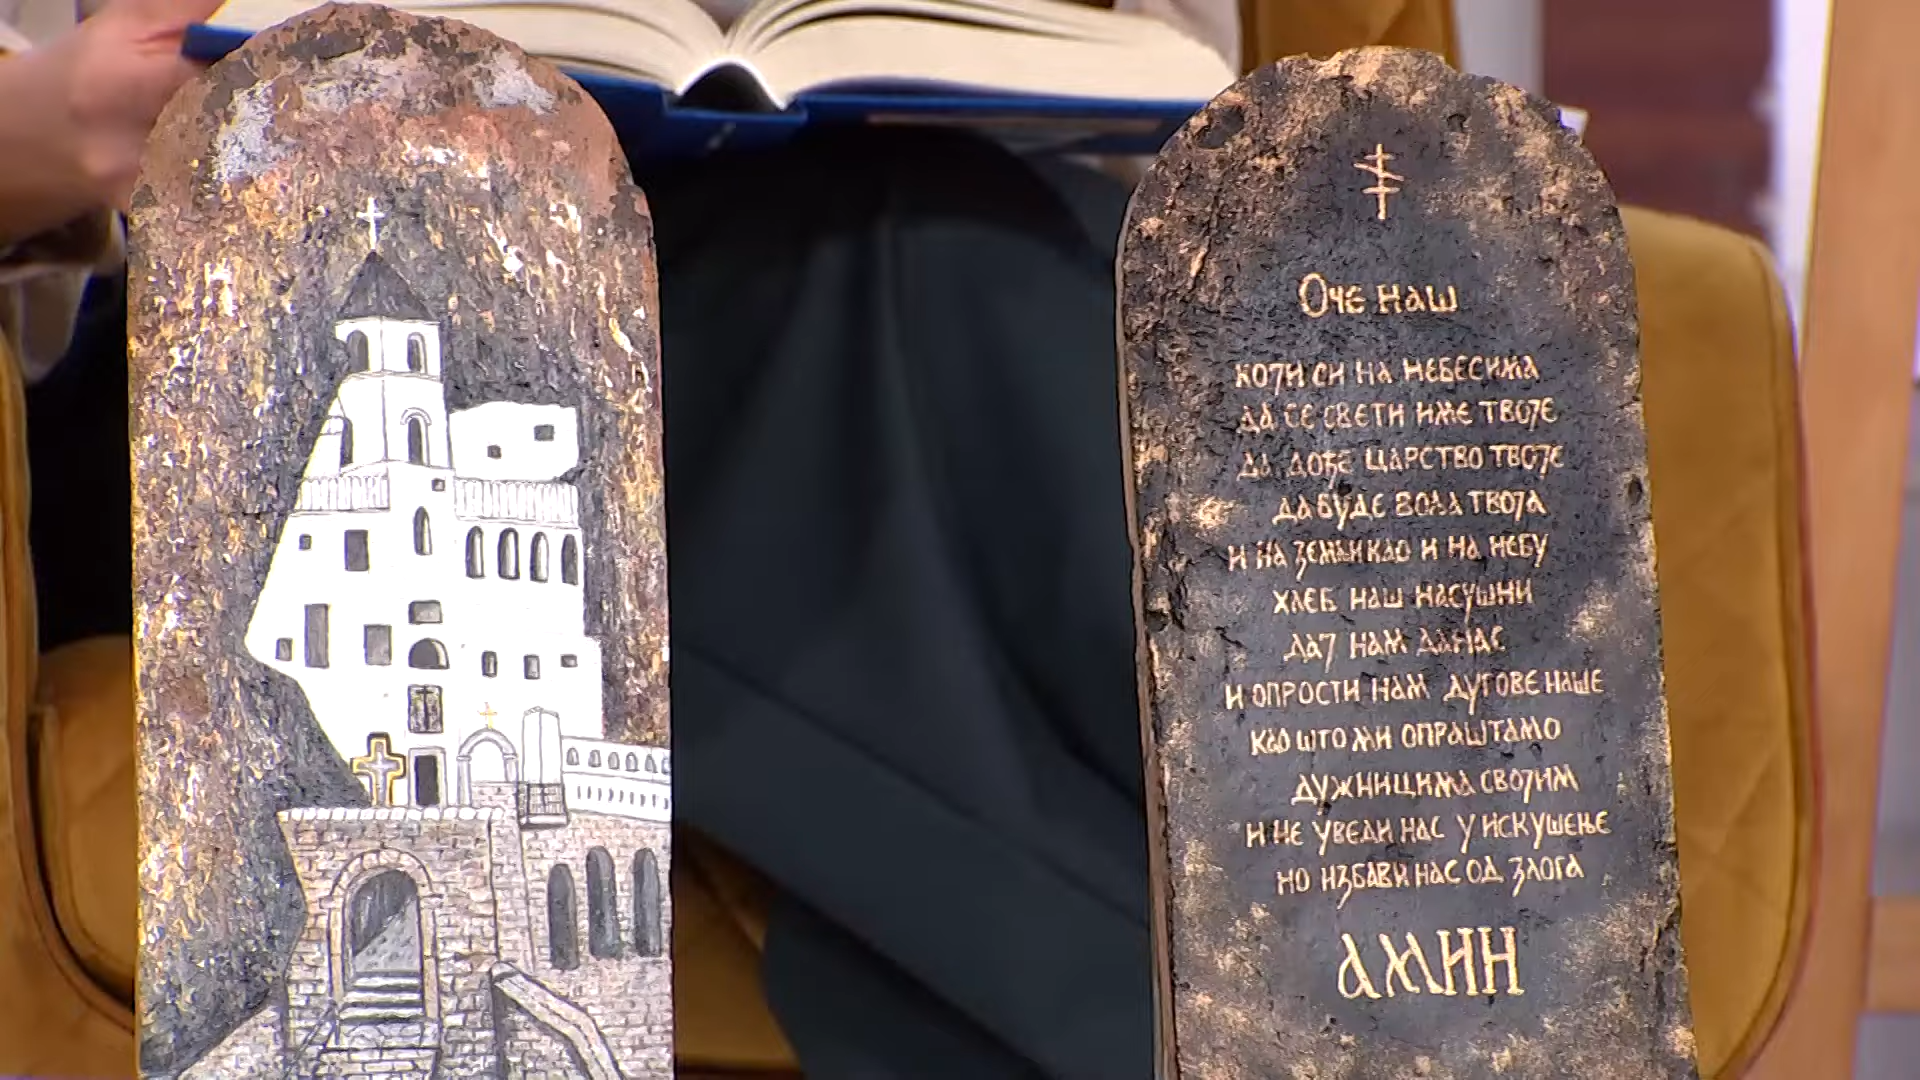 Оче наш
који си на небесима
да се свети име твоје
да дође царство твоје
да буде вола твоја
и на земљи као и на небу
хлеб наш насушни
дај нам данас
и опрости нам дугове наше
као што ми опраштамо
дужницима својим
и не уведи нас у искушење
но избави нас од злога
амин